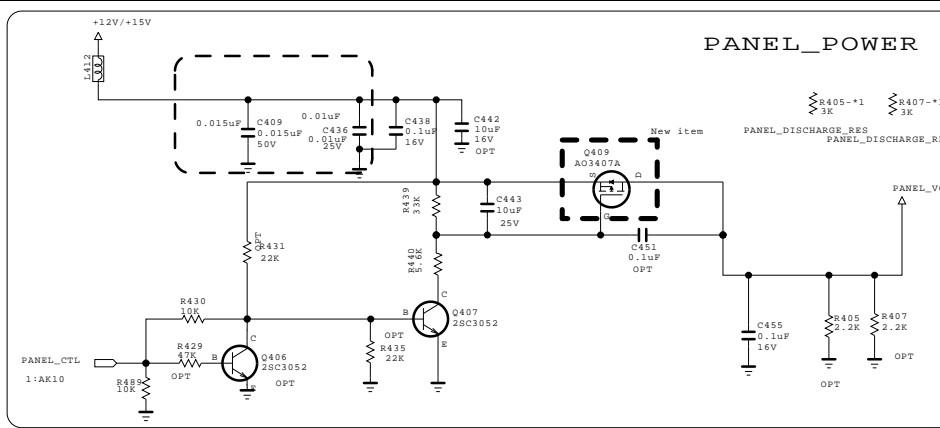 +12V/+15V
PANEL_POWER
L412
0.015uF
C409
0.015uF
50V
0.01uF
C436
0.01uF
25V
C438
0.1uF
16V
C442
10uF
16V
OPT
R405-*1
3K
R407-*1
3K
PANEL_DISCHARGE_RES
PANEL_DISCHARGE_RE
New item
Q409
AO3407A
S
D
G
R439
33K
C443
10uF
25V
PANEL_V
OPT
R431
22K
R440
5.6K
C451
0.1uF
OPT
R430
10K
C
B
Q407
2SC3052
E
R429
47K
OPT
C
B
Q406
2SC3052
E
OPT
OPT
R435
22K
PANEL_CTL
1:AK10
R489
10K
C455
0.1uF
16V
R405
2.2K
OPT
R407
2.2K
OPT